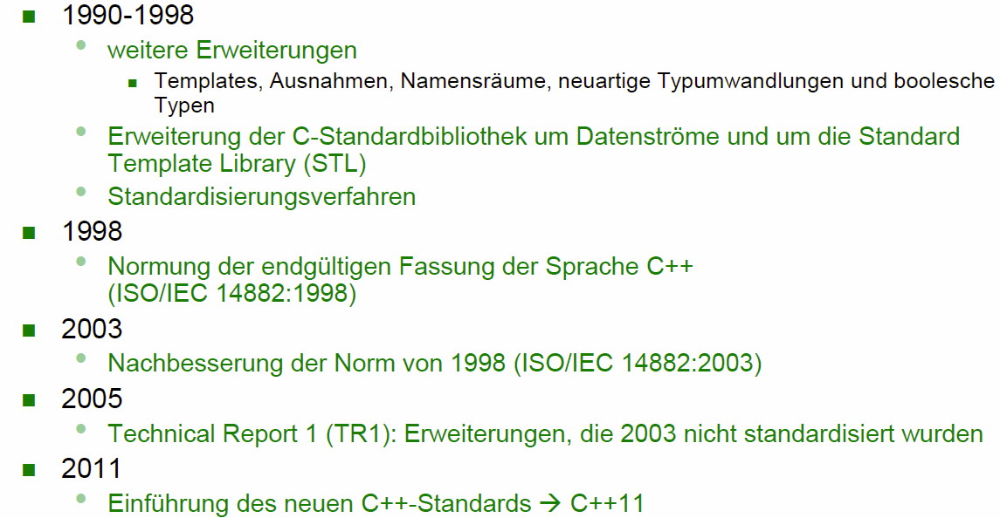 1990-1998
weitere Erweiterungen
Templates, Ausnahmen, Namensräume, neuartige Typumwandlungen und boolesche
Typen
Erweiterung der C-Standardbibliothek um Datenströme und um die Standard
Template Library (STL)
Standardisierungsverfahren
1998
Normung der endgültigen Fassung der Sprache C++
(ISO/IEC 14882:1998)
2003
Nachbesserung der Norm von 1998 (ISO/IEC 14882:2003)
2005
Technical Report 1 (TR1): Erweiterungen, die 2003 nicht standardisiert wurden
2011
Einführung des neuen C++-Standards → C++11